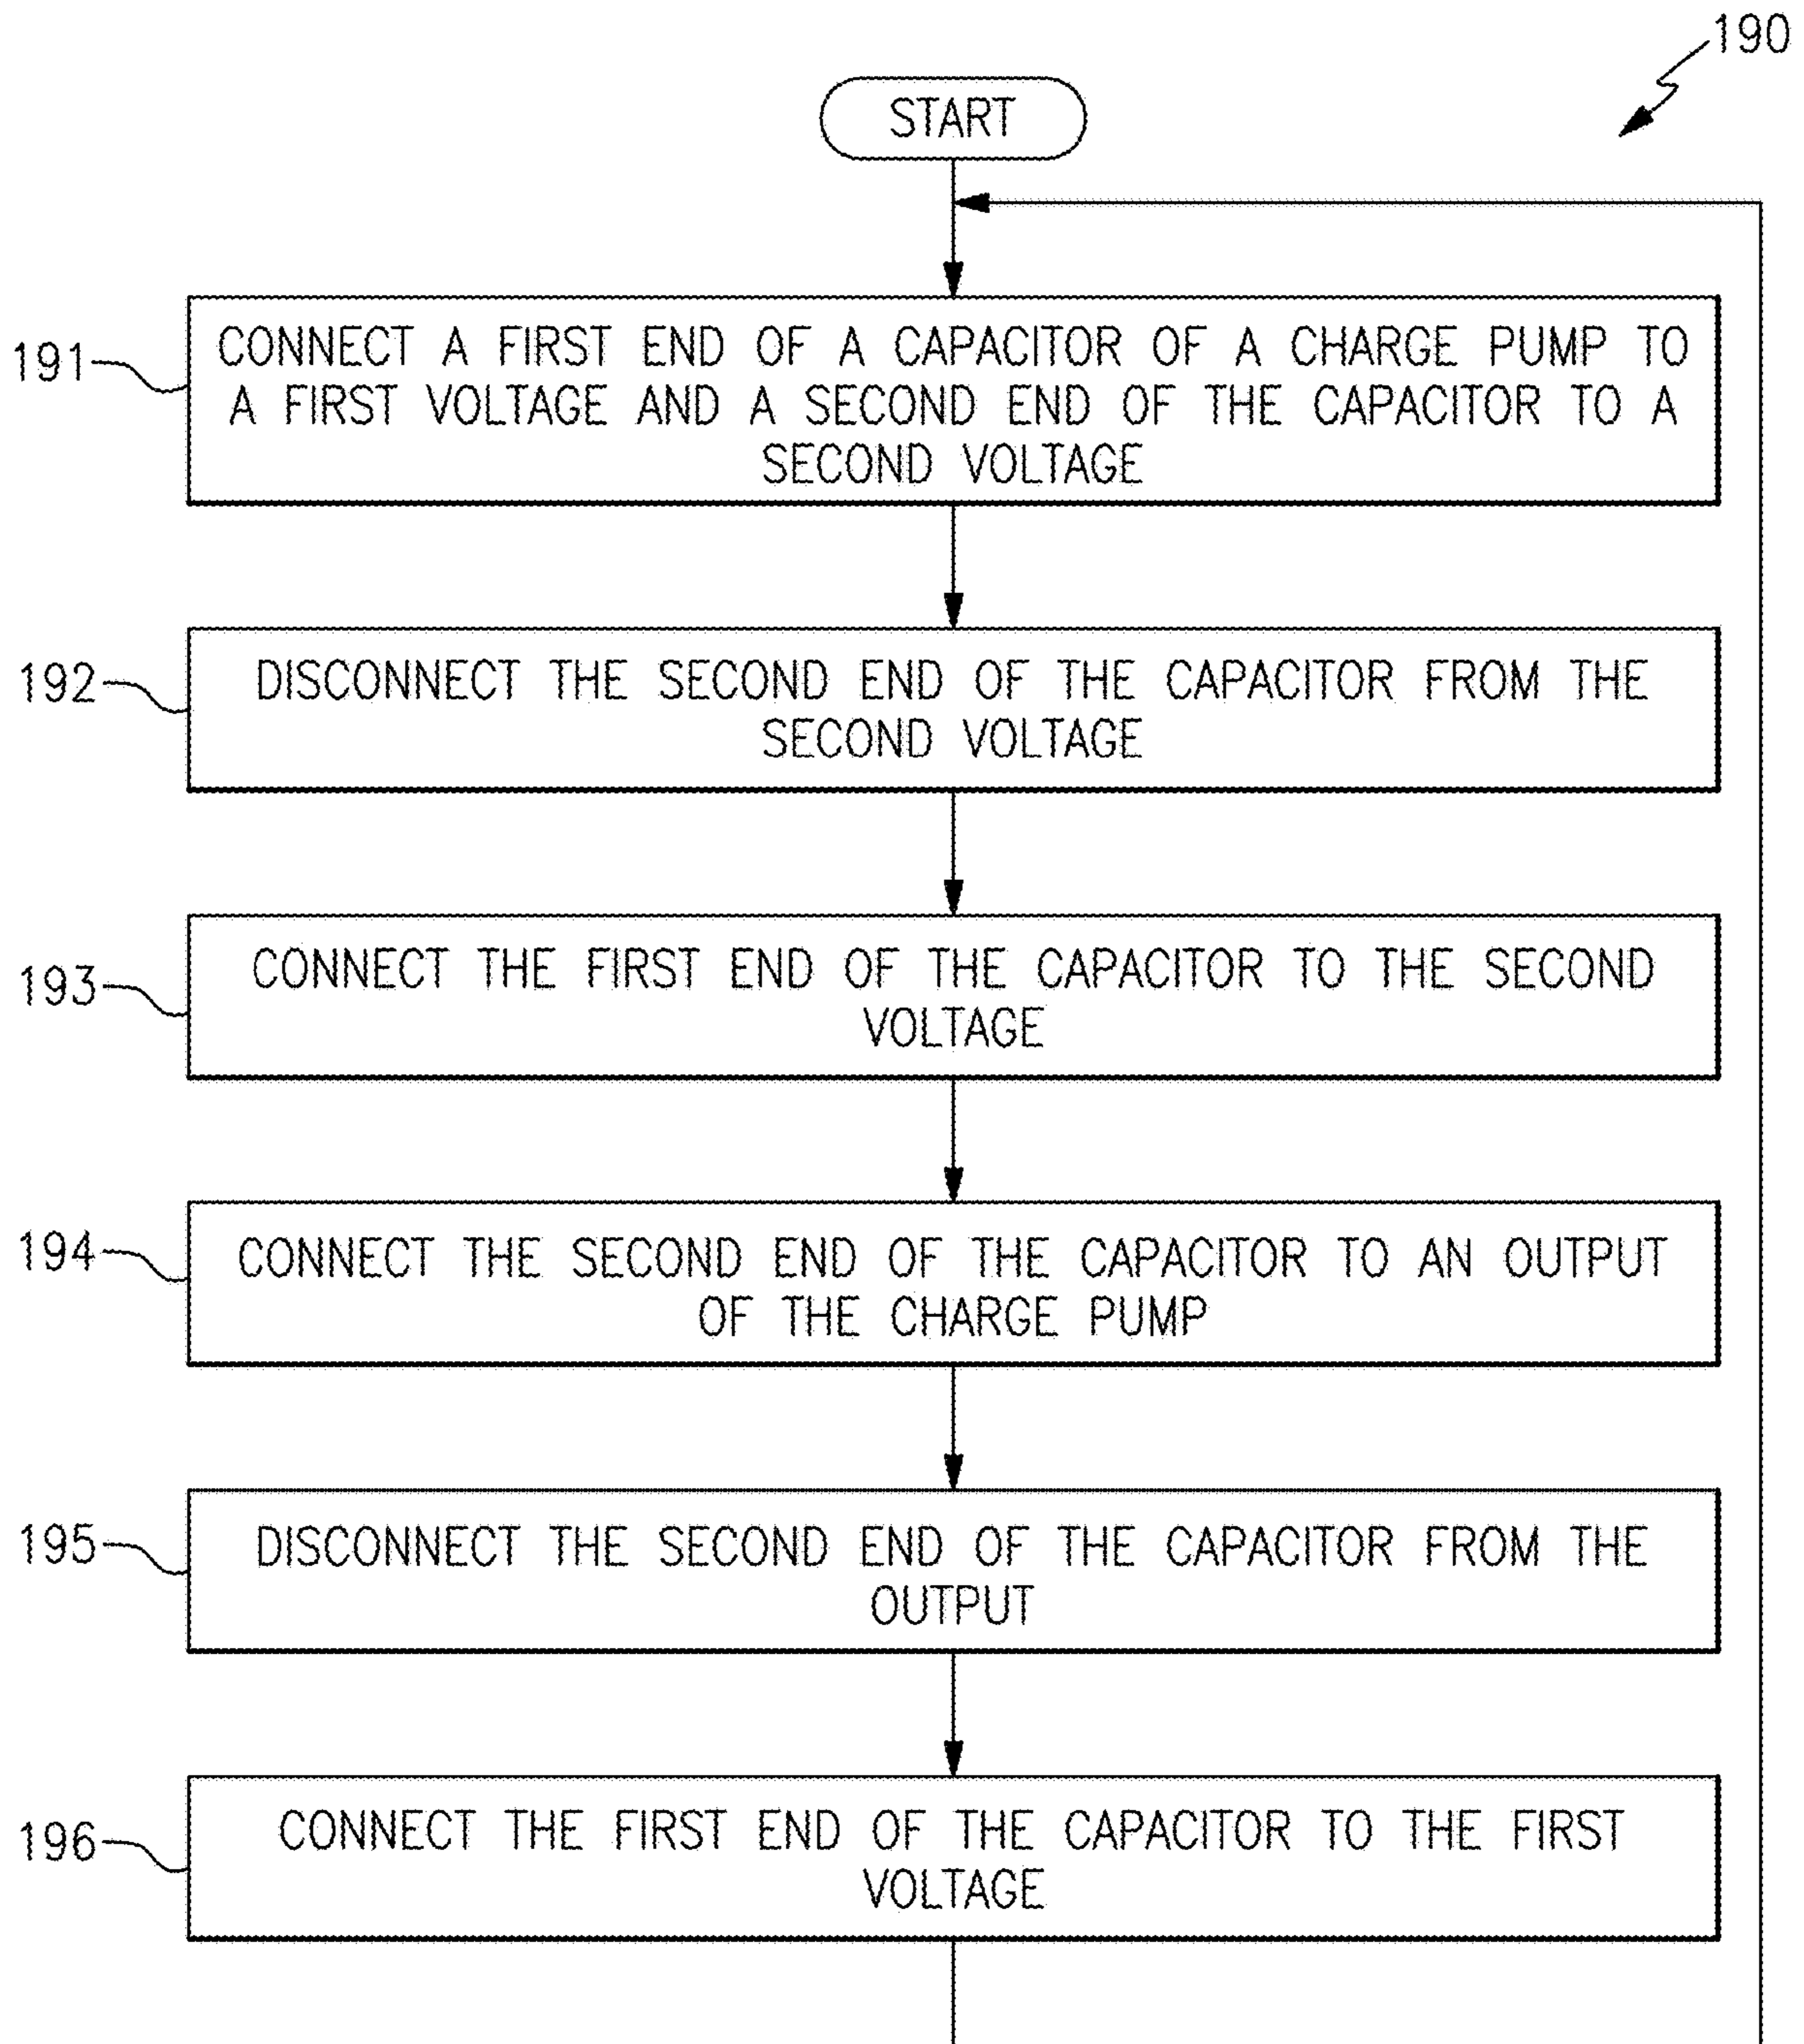 190
START
191
CONNECT A FIRST END OF A CAPACITOR OF A CHARGE PUMP TO
A FIRST VOLTAGE AND A SECOND END OF THE CAPACITOR TO A
SECOND VOLTAGE
192
DISCONNECT THE SECOND END OF THE CAPACITOR FROM THE
SECOND VOLTAGE
193
CONNECT THE FIRST END OF THE CAPACITOR TO THE SECOND
VOLTAGE
194
CONNECT THE SECOND END OF THE CAPACITOR TO AN OUTPUT
OF THE CHARGE PUMP
195
DISCONNECT THE SECOND END OF THE CAPACITOR FROM THE
OUTPUT
196
CONNECT THE FIRST END OF THE CAPACITOR TO THE FIRST
VOLTAGE